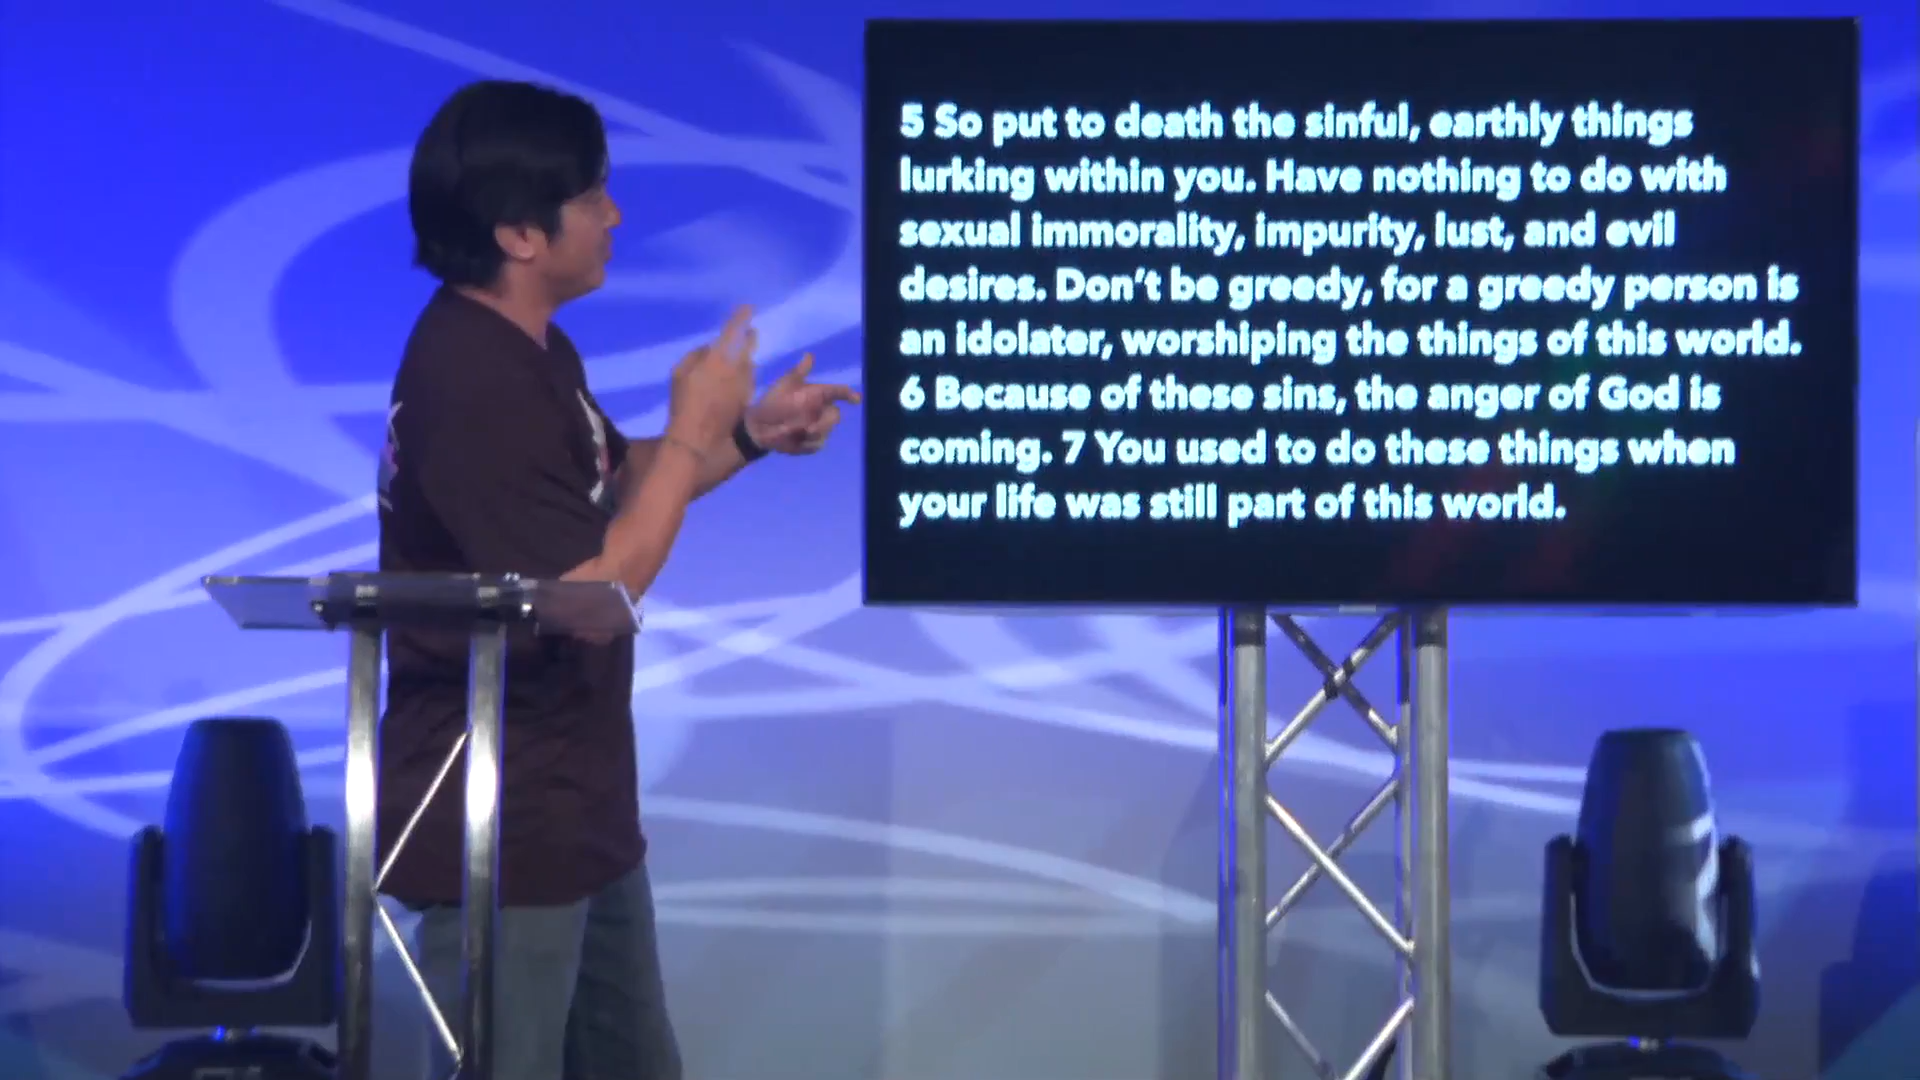 5 So put to death the sinful, earthly things
lurking within you. Have nothing to do with
sexual immorality, impurity, lust, and evil
desires. Don't be greedy, for a greedy person is
an idolater, worshiping the things of this world.
6 Because of these sins, the anger of God is
coming. 7 You used to do these things when
your life was still part of this world.